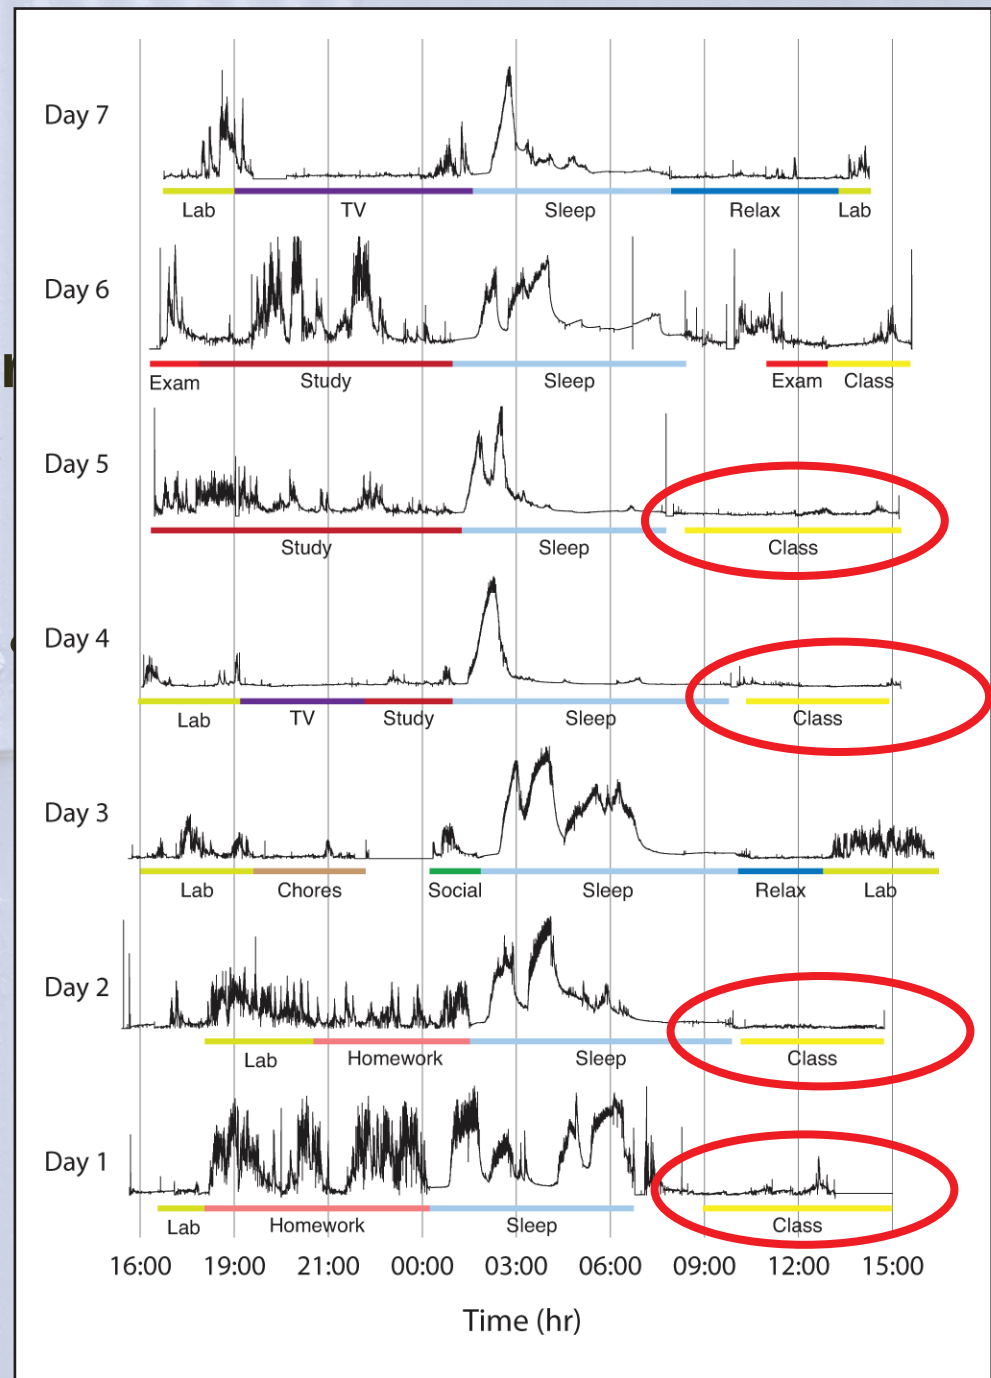 Day 7
Lab TV Sleep Relax Lab
Day 6
Exam Study Sleep Exam Class
Day 5
Study Sleep Class
Day 4
Lab TV Study Sleep Class
Day 3
Lab Chores Social Sleep Relax Lab
Day 2
Lab Homework Sleep Class
Day 1
Lab Homework Sleep Class
16:00 19:00 21:00 00:00 03:00 06:00 09:00 12:00 15:00
Time (hr)